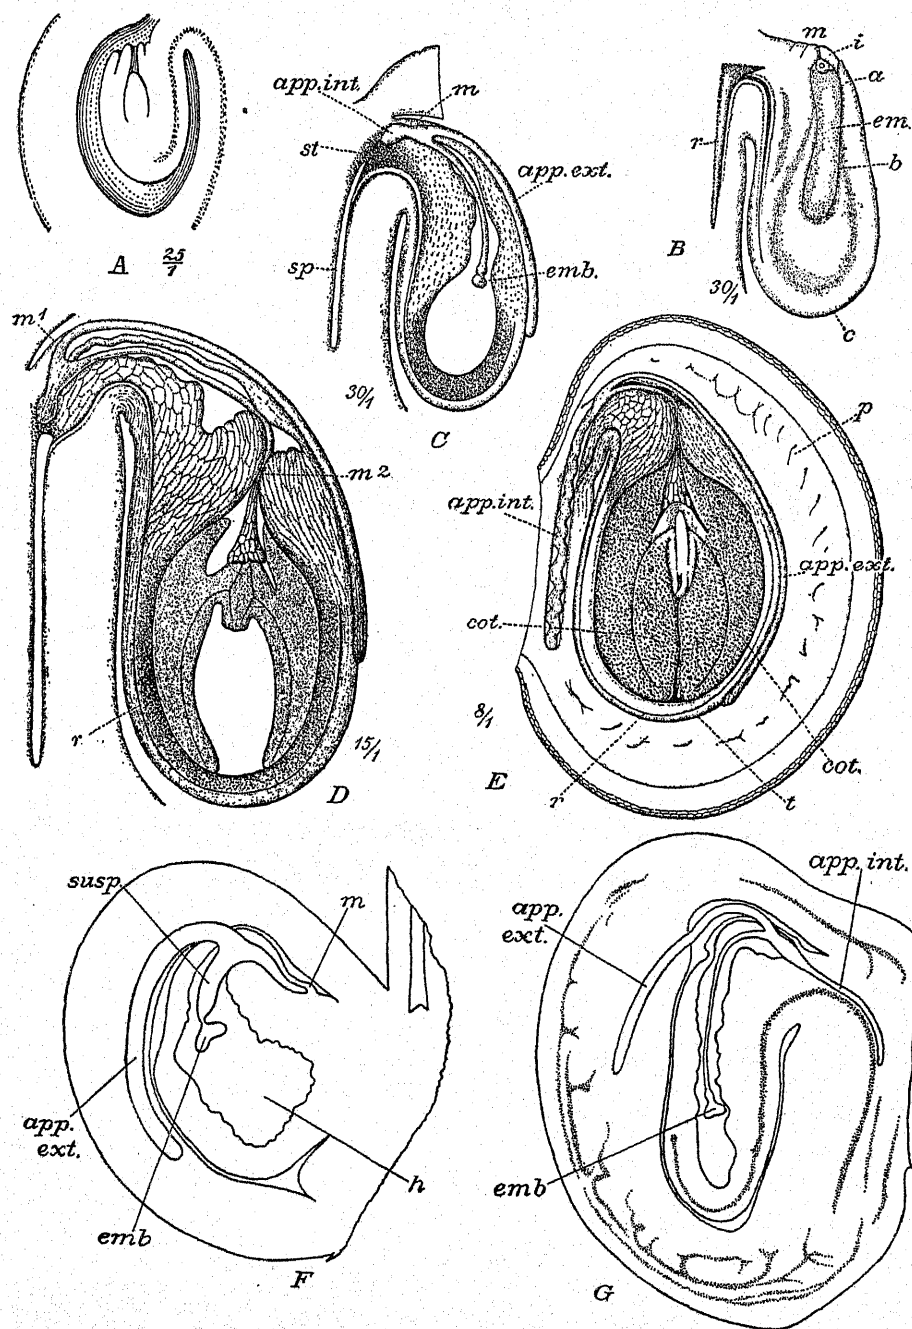 A 25/1
app.int.
m
st
app.ext.
sp
emb.
30/1
C
m
i
a
em.
r
b
B
30/1
c
m1
m2
r
15/1
D
p
app.int.
app.ext.
cot.
8/1
E
r
t
cot.
susp.
m
app.
ext.
emb
h
F
app. int.
app.
ext.
emb
G